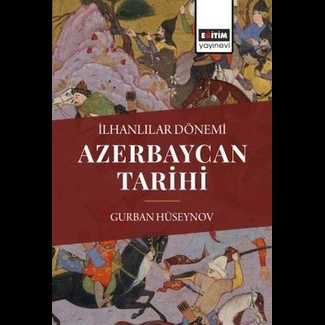 EĞİTİM
yayınevi
İLHANLILAR DÖNEMİ
AZERBAYCAN
TARİHİ
GURBAN HÜSEYNOV